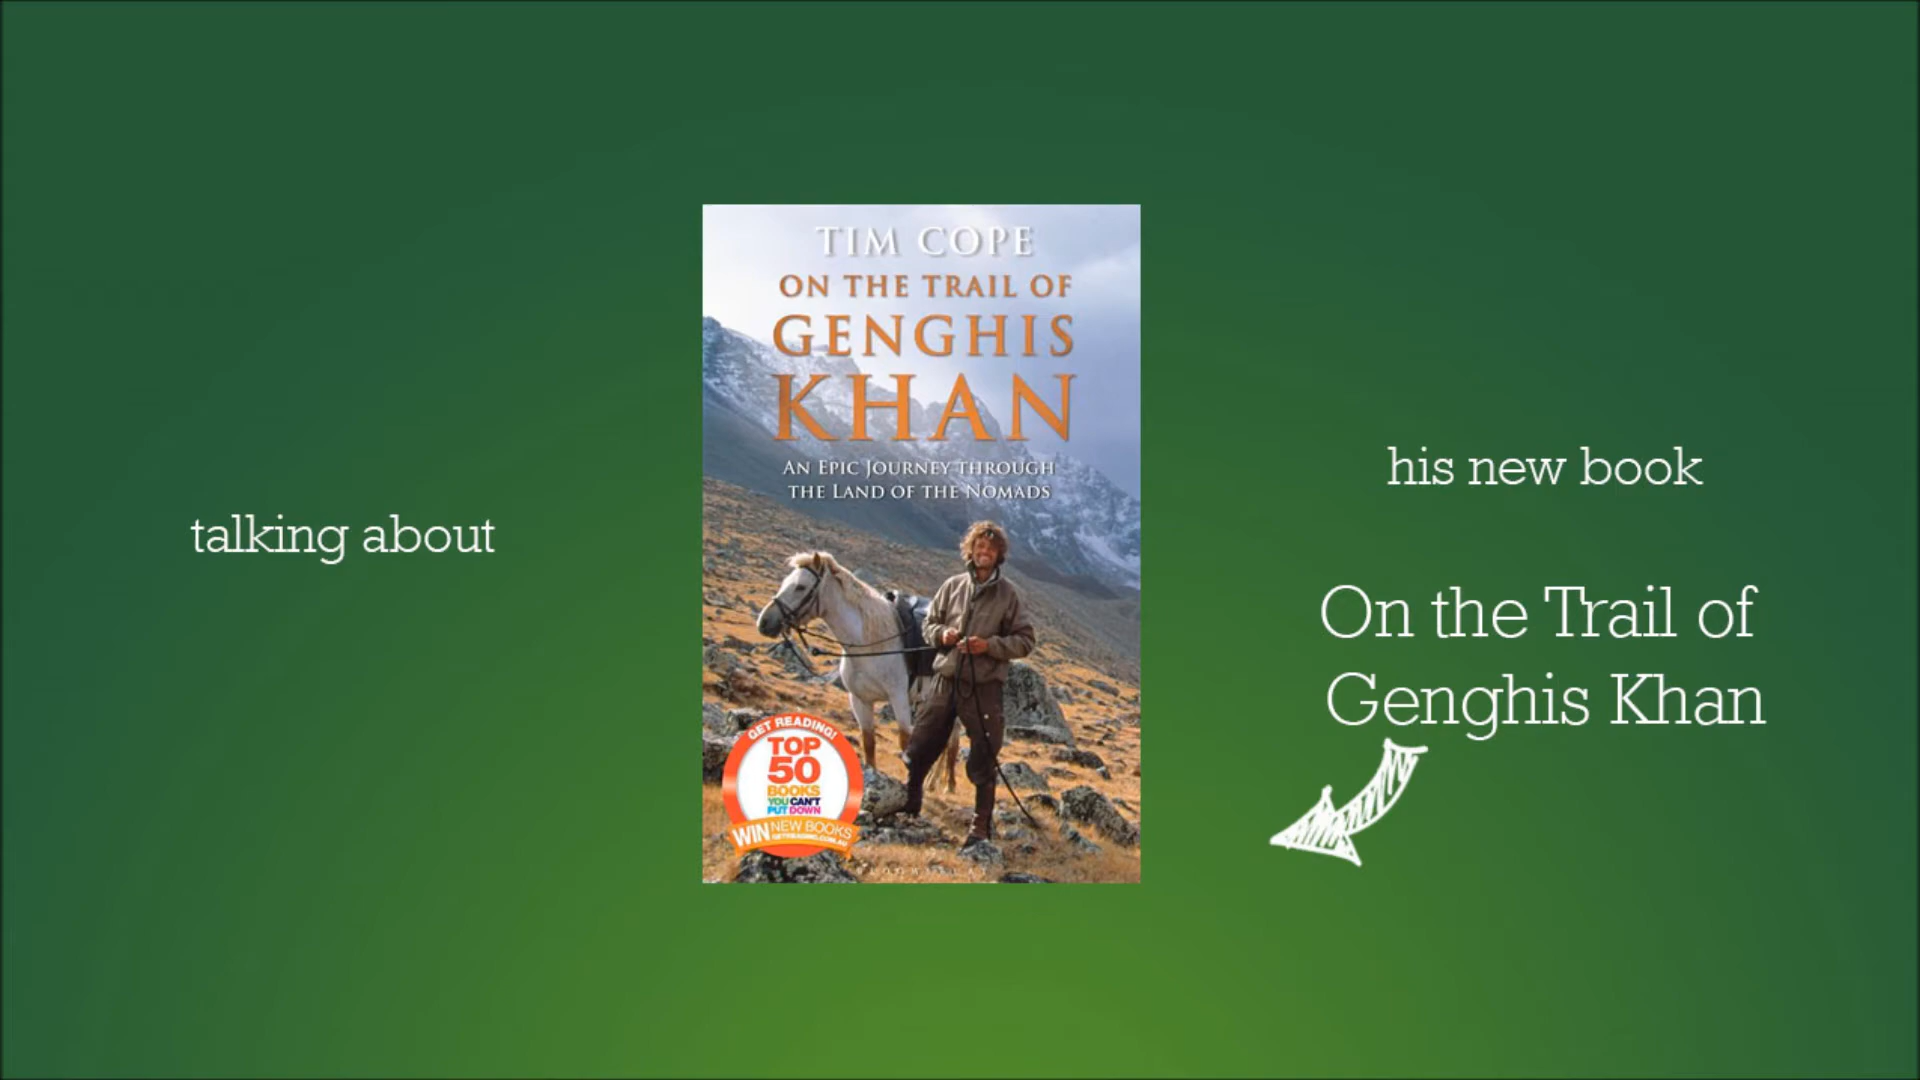 talking about
TIM COPE
ON THE TRAIL OF
GENGHIS
KHAN
AN EPIC JOURNEY THROUGH
THE LAND OF THE NOMADS
GET READING!
TOP
50
BOOKS
YOU CAN'T
PUT DOWN
WIN NEW BOOKS
his new book
On the Trail of
Genghis Khan